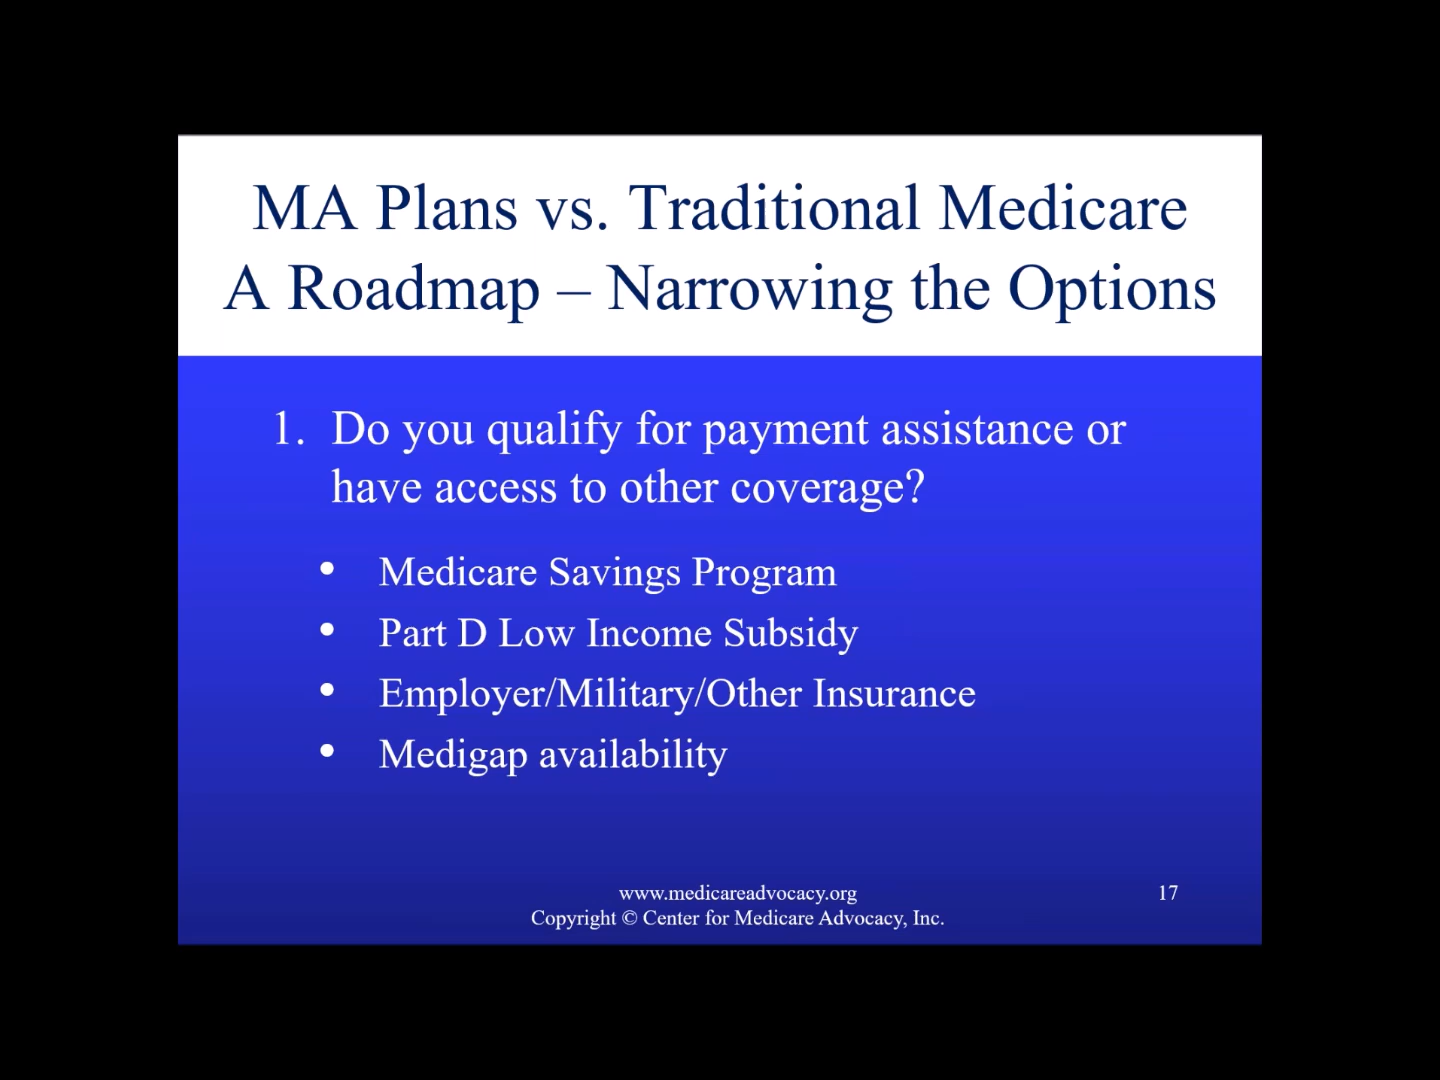 MA Plans vs. Traditional Medicare
A Roadmap – Narrowing the Options
1. Do you qualify for payment assistance or
have access to other coverage?
• Medicare Savings Program
• Part D Low Income Subsidy
• Employer/Military/Other Insurance
• Medigap availability
www.medicareadvocacy.org
Copyright © Center for Medicare Advocacy, Inc.
17